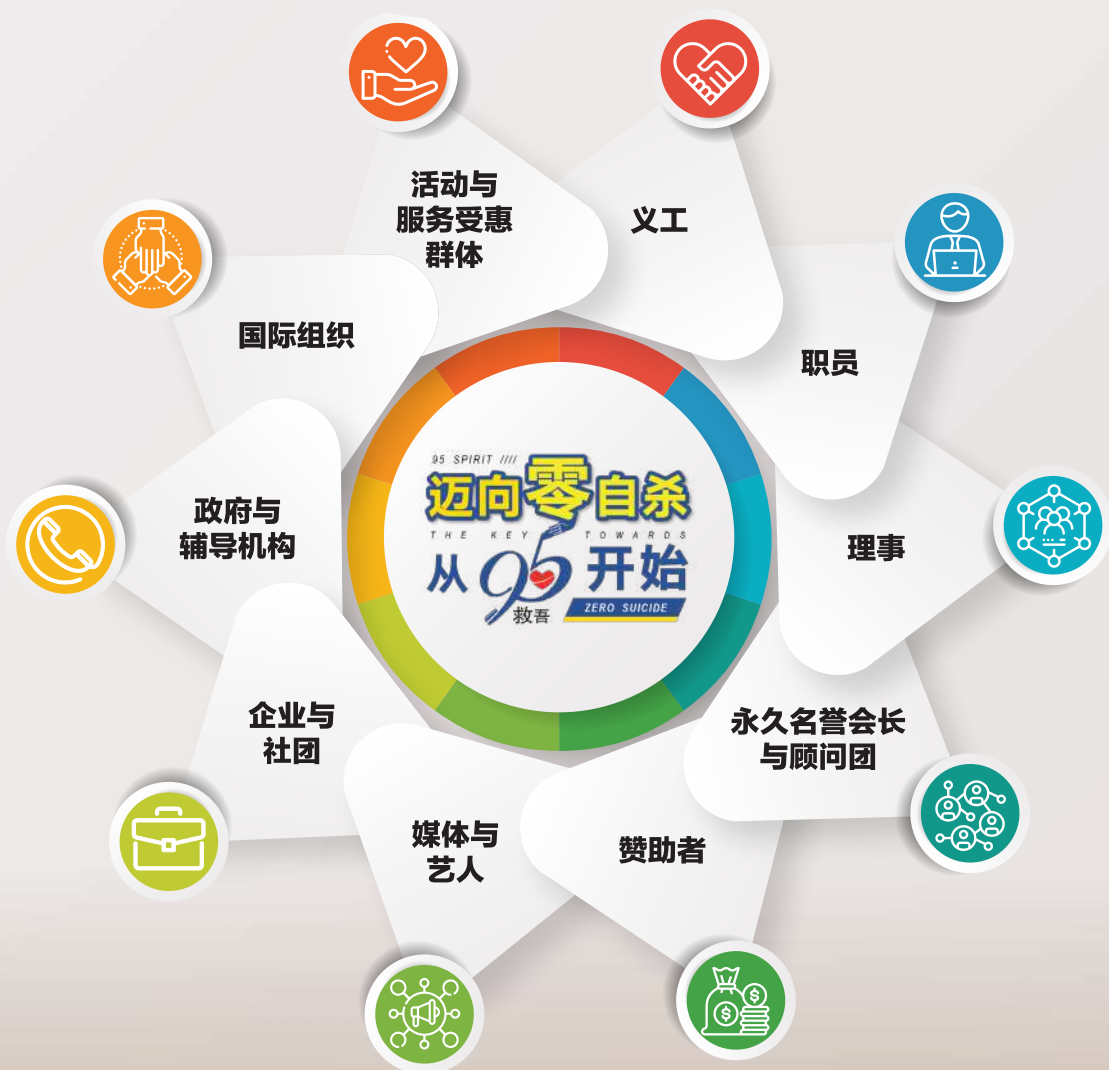 活动与
服务受惠
群体
义工
职员
理事
永久名誉会长
与顾问团
赞助者
媒体与
艺人
企业与
社团
政府与
辅导机构
国际组织
95 SPIRIT ////
迈向零自杀
THE KEY TOWARDS
从95开始
救吾
ZERO SUICIDE